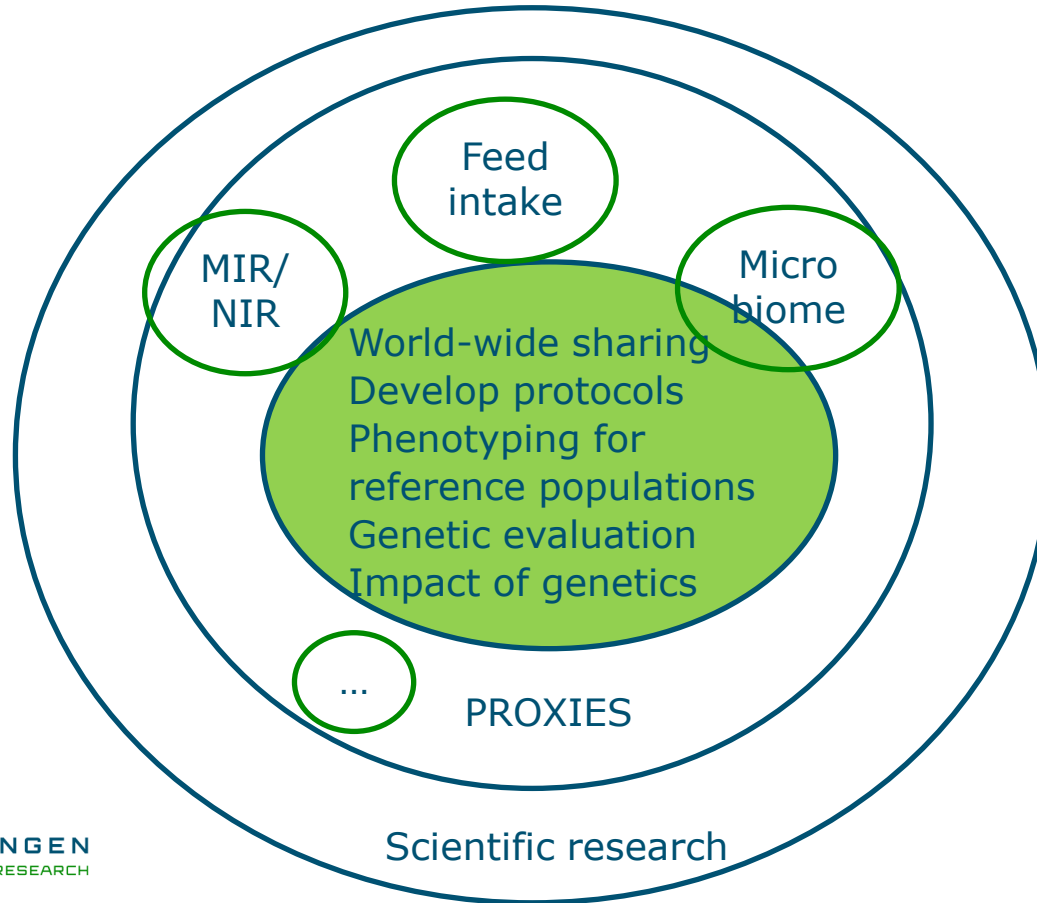 Feed
intake
MIR/
NIR
Micro
biome
World-wide sharing
Develop protocols
Phenotyping for
reference populations
Genetic evaluation
Impact of genetics
...
PROXIES
Scientific research
NGEN
RESEARCH